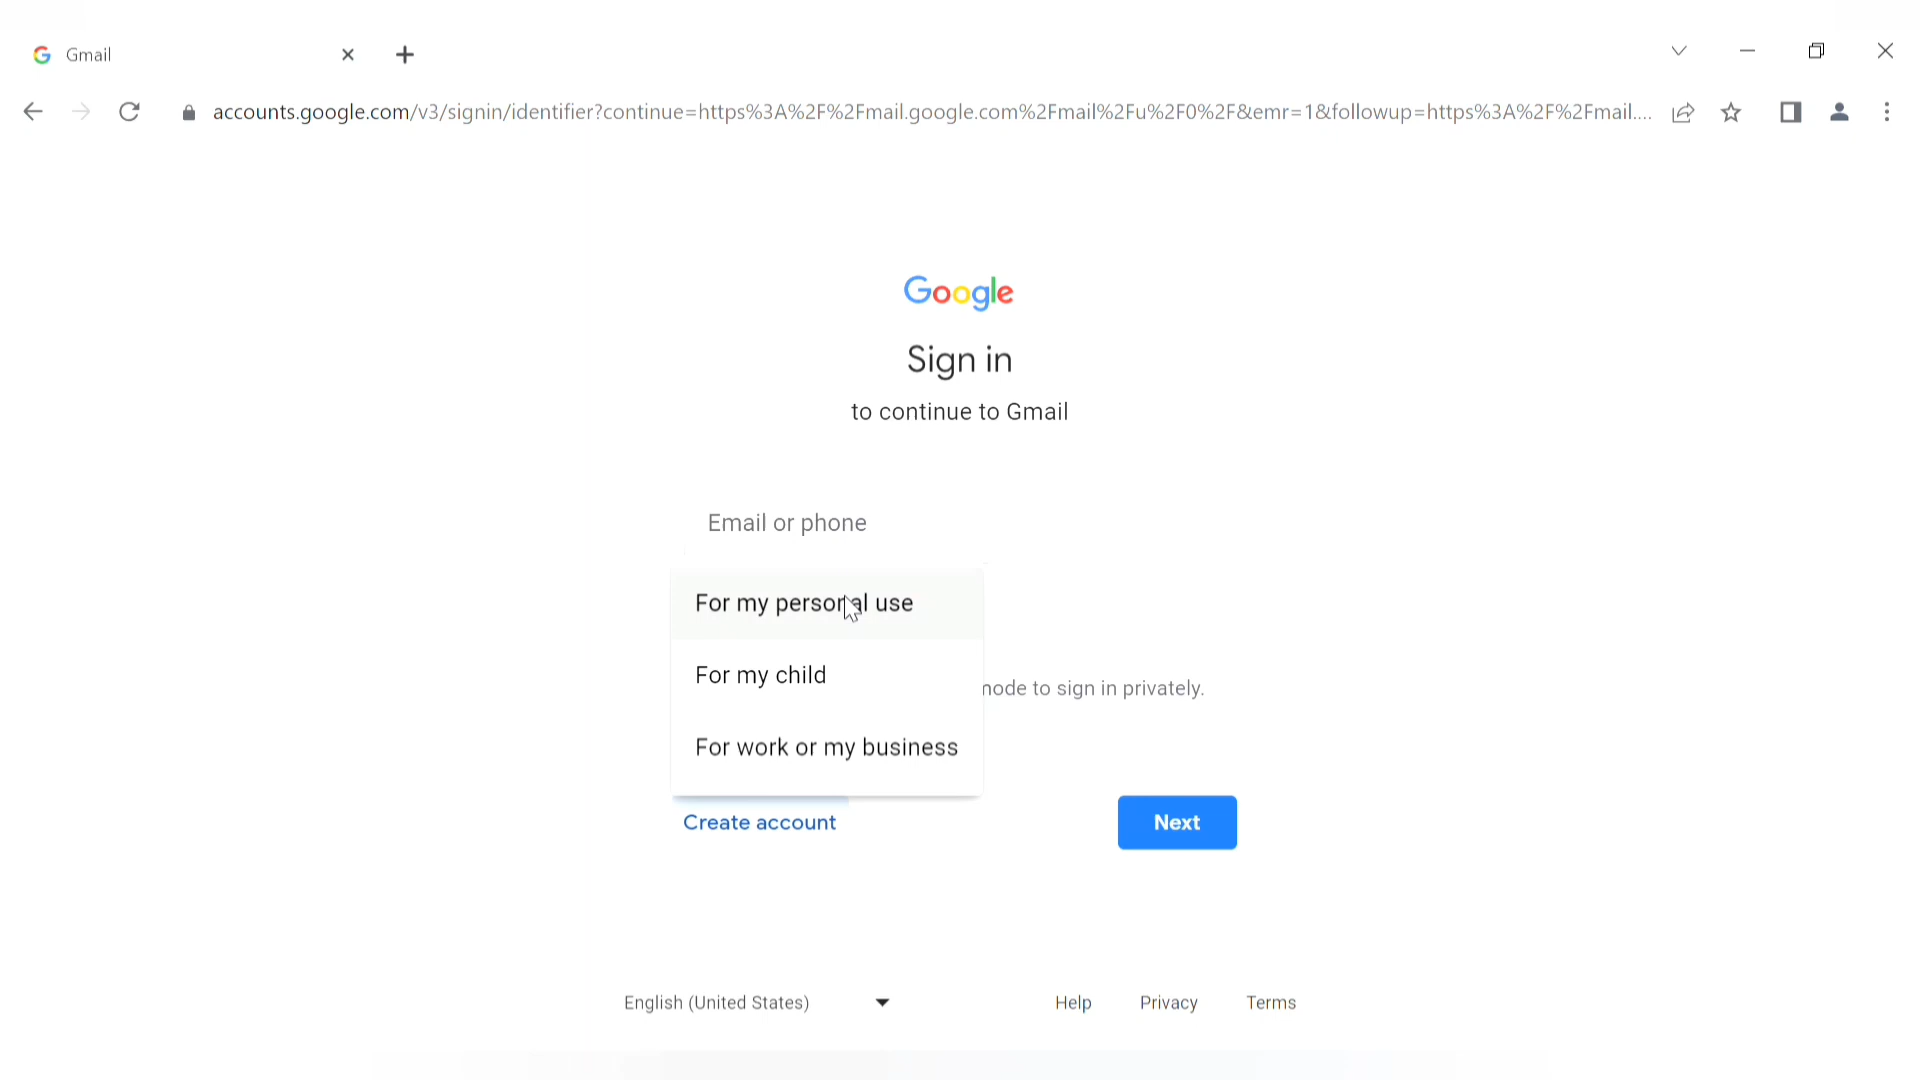 Gmail
accounts.google.com/v3/signin/identifier?continue=https%3A%2F%2Fmail.google.com%2Fmail%2Fu%2F0%2F&emr=1&followup=https%3A%2F%2Fmail....
Google
Sign in
to continue to Gmail
Email or phone
For my personal use
For my child
mode to sign in privately.
For work or my business
Create account
Next
English (United States)
Help Privacy Terms